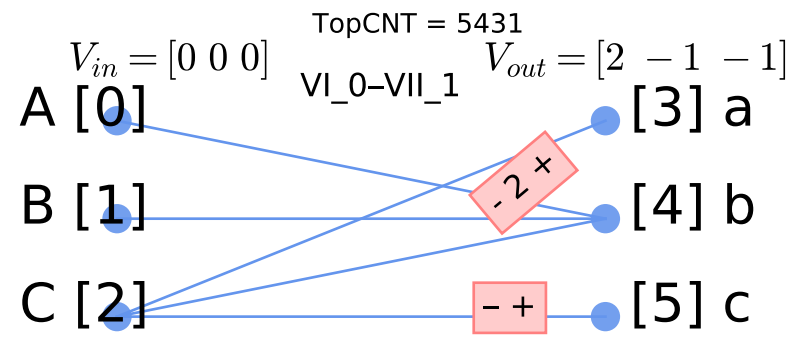 TopCNT = 5431
V_in = [0 0 0]
V_out = [2 −1 −1]
VI_0–VII_1
A [0]
[3] a
- 2 +
B [1]
[4] b
C [2]
– +
[5] c